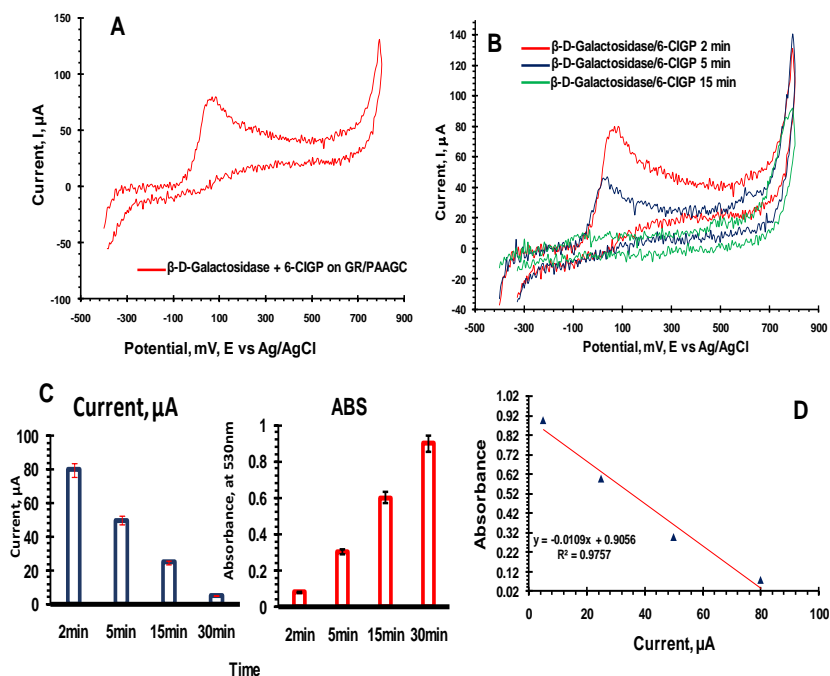 A
Current, I, µA
150
100
50
0
-50
-100
-500 -300 -100 100 300 500 700 900
β-D-Galactosidase + 6-ClGP on GR/PAAGC
Potential, mV, E vs Ag/AgCl
B
β-D-Galactosidase/6-ClGP 2 min
β-D-Galactosidase/6-ClGP 5 min
β-D-Galactosidase/6-ClGP 15 min
Current, I, µA
160
140
120
100
80
60
40
20
0
-20
-40
-500 -300 -100 100 300 500 700 900
Potential, mV, E vs Ag/AgCl
C
Current, µA
Current, µA
100
80
60
40
20
0
2min 5min 15min 30min
ABS
Absorbance, at 530nm
1
0.8
0.6
0.4
0.2
0
2min 5min 15min 30min
Time
D
Absorbance
1.02
0.92
0.82
0.72
0.62
0.52
0.42
0.32
0.22
0.12
0.02
y = -0.0109x + 0.9056
R² = 0.9757
0 20 40 60 80 100
Current, µA